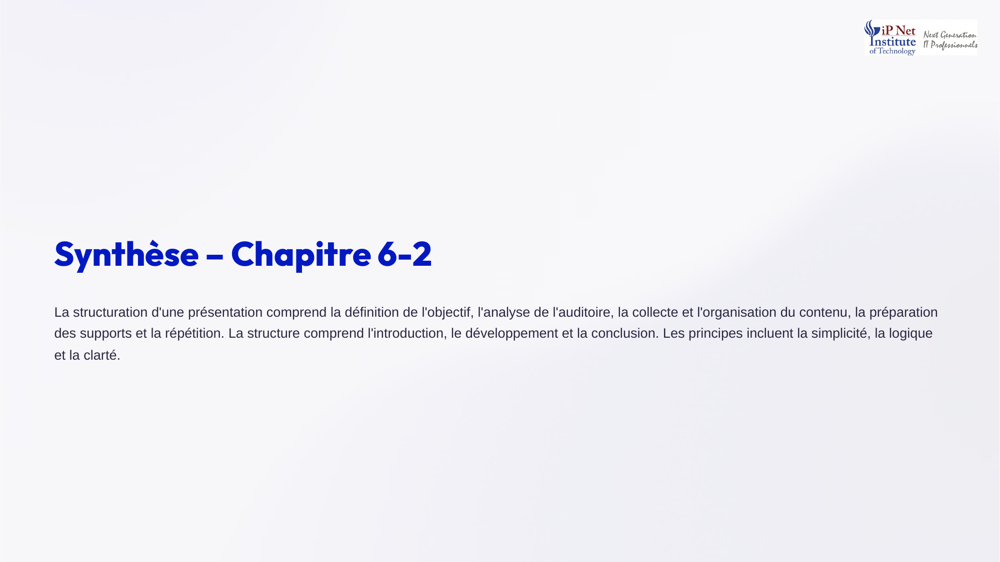 iP Net
Institute
of Technology
Next Generation
IT Professionnels
Synthèse – Chapitre 6-2
La structuration d'une présentation comprend la définition de l'objectif, l'analyse de l'auditoire, la collecte et l'organisation du contenu, la préparation
des supports et la répétition. La structure comprend l'introduction, le développement et la conclusion. Les principes incluent la simplicité, la logique
et la clarté.